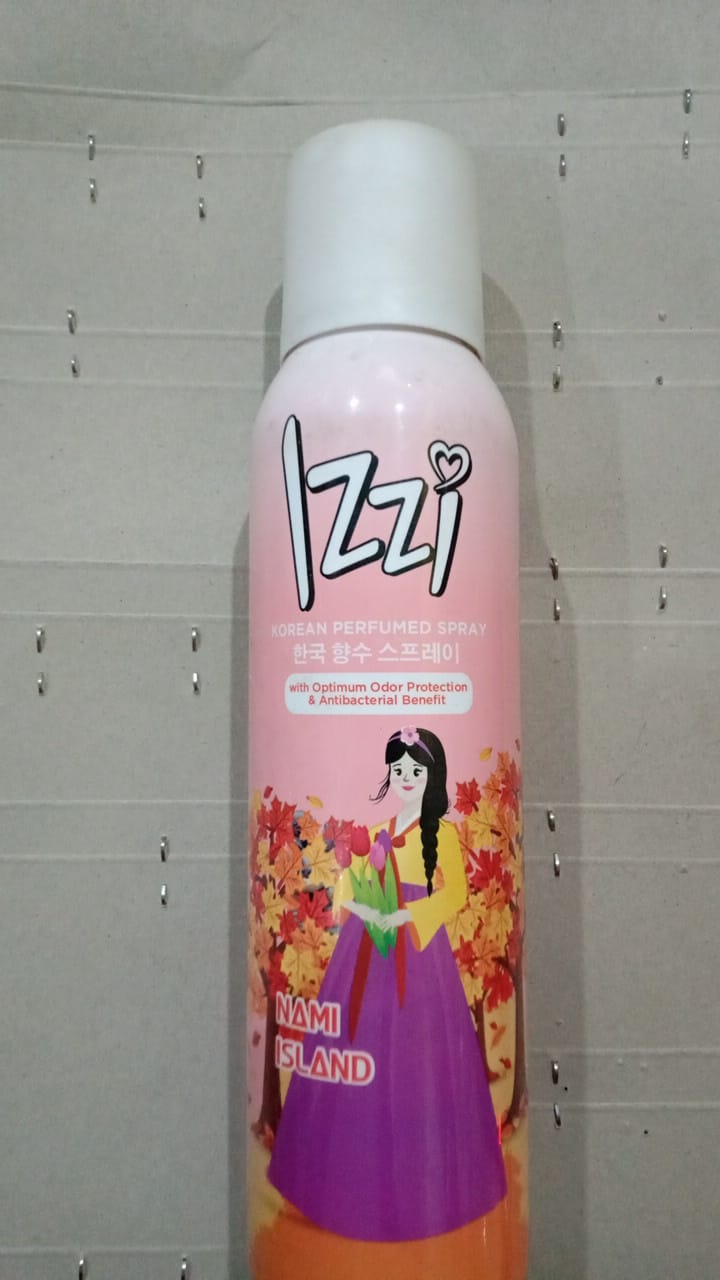 IZZi
KOREAN PERFUMED SPRAY
한국 향수 스프레이
with Optimum Odor Protection
& Antibacterial Benefit
NAMI
ISLAND